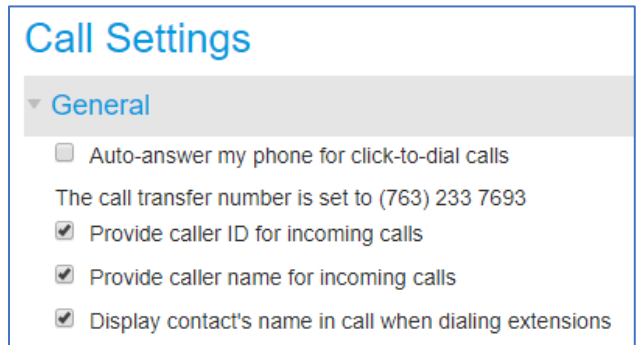 Call Settings
General
Auto-answer my phone for click-to-dial calls
The call transfer number is set to (763) 233 7693
Provide caller ID for incoming calls
Provide caller name for incoming calls
Display contact's name in call when dialing extensions